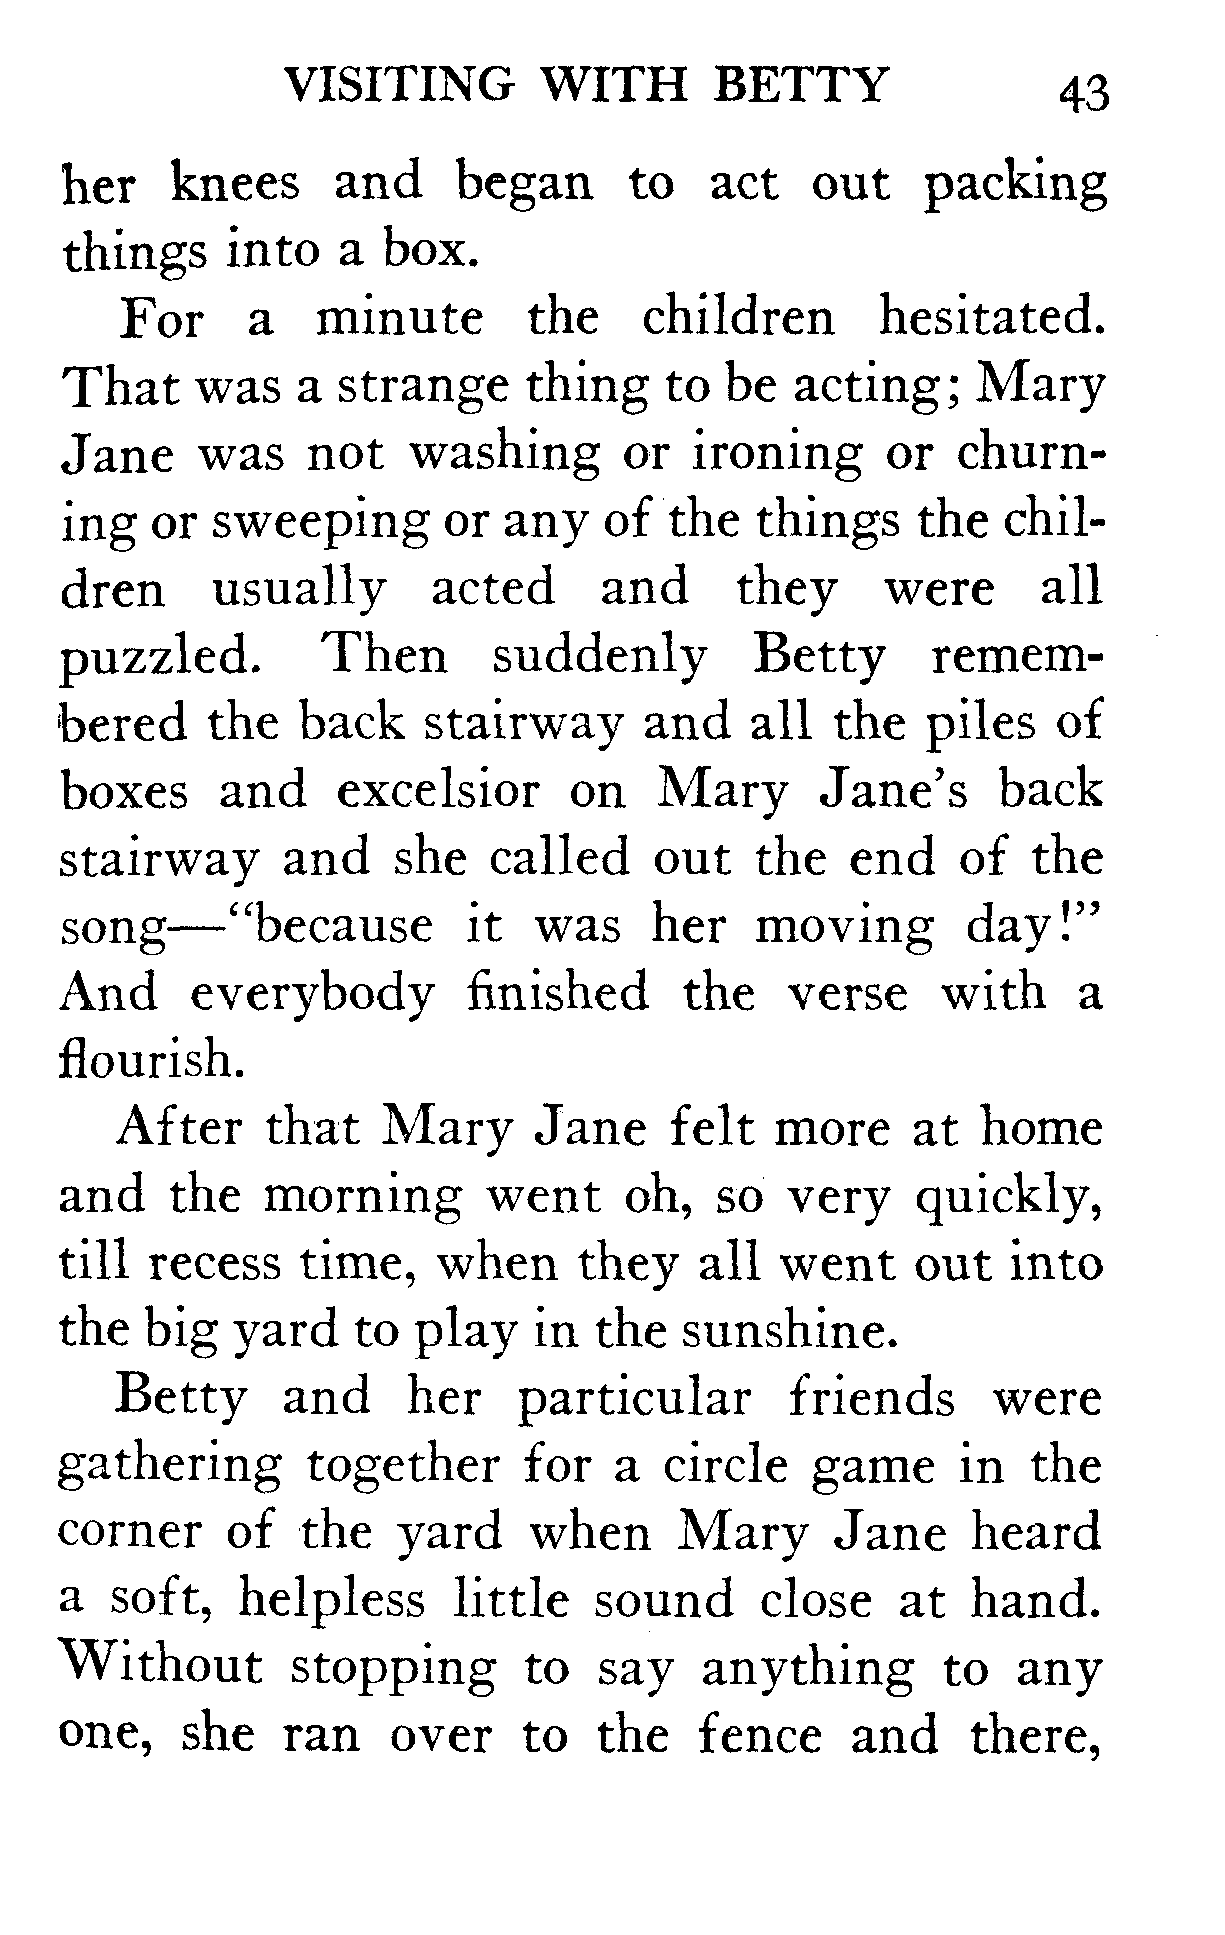 VISITING WITH BETTY 43
her knees and began to act out packing
things into a box.
For a minute the children hesitated.
That was a strange thing to be acting; Mary
Jane was not washing or ironing or churn-
ing or sweeping or any of the things the chil-
dren usually acted and they were all
puzzled. Then suddenly Betty remem-
bered the back stairway and all the piles of
boxes and excelsior on Mary Jane's back
stairway and she called out the end of the
song—"because it was her moving day!"
And everybody finished the verse with a
flourish.
After that Mary Jane felt more at home
and the morning went oh, so very quickly,
till recess time, when they all went out into
the big yard to play in the sunshine.
Betty and her particular friends were
gathering together for a circle game in the
corner of the yard when Mary Jane heard
a soft, helpless little sound close at hand.
Without stopping to say anything to any
one, she ran over to the fence and there,